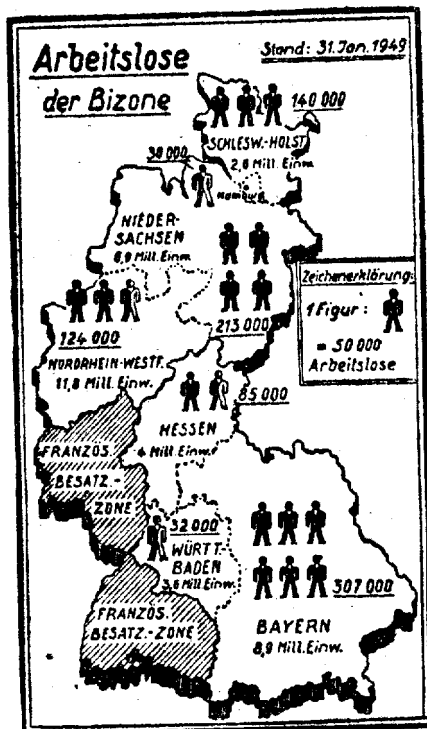 Arbeitslose
der Bizone
Stand: 31. Jan. 1949
140 000
SCHLESW.-HOLST
2,8 Mill. Einw.
38 000
Hamburg
NIEDER-
SACHSEN
6,9 Mill. Einw.
213 000
124 000
NORDRHEIN-WESTF.
11,8 Mill. Einw.
Zeichenerklärung:
1 Figur:
= 50 000
Arbeitslose
85 000
HESSEN
4 Mill. Einw.
FRANZÖS.
BESATZ.-
ZONE
32 000
WÜRTT.-
BADEN
3,6 Mill. Einw.
307 000
BAYERN
8,9 Mill. Einw.
FRANZÖS.
BESATZ.-ZONE